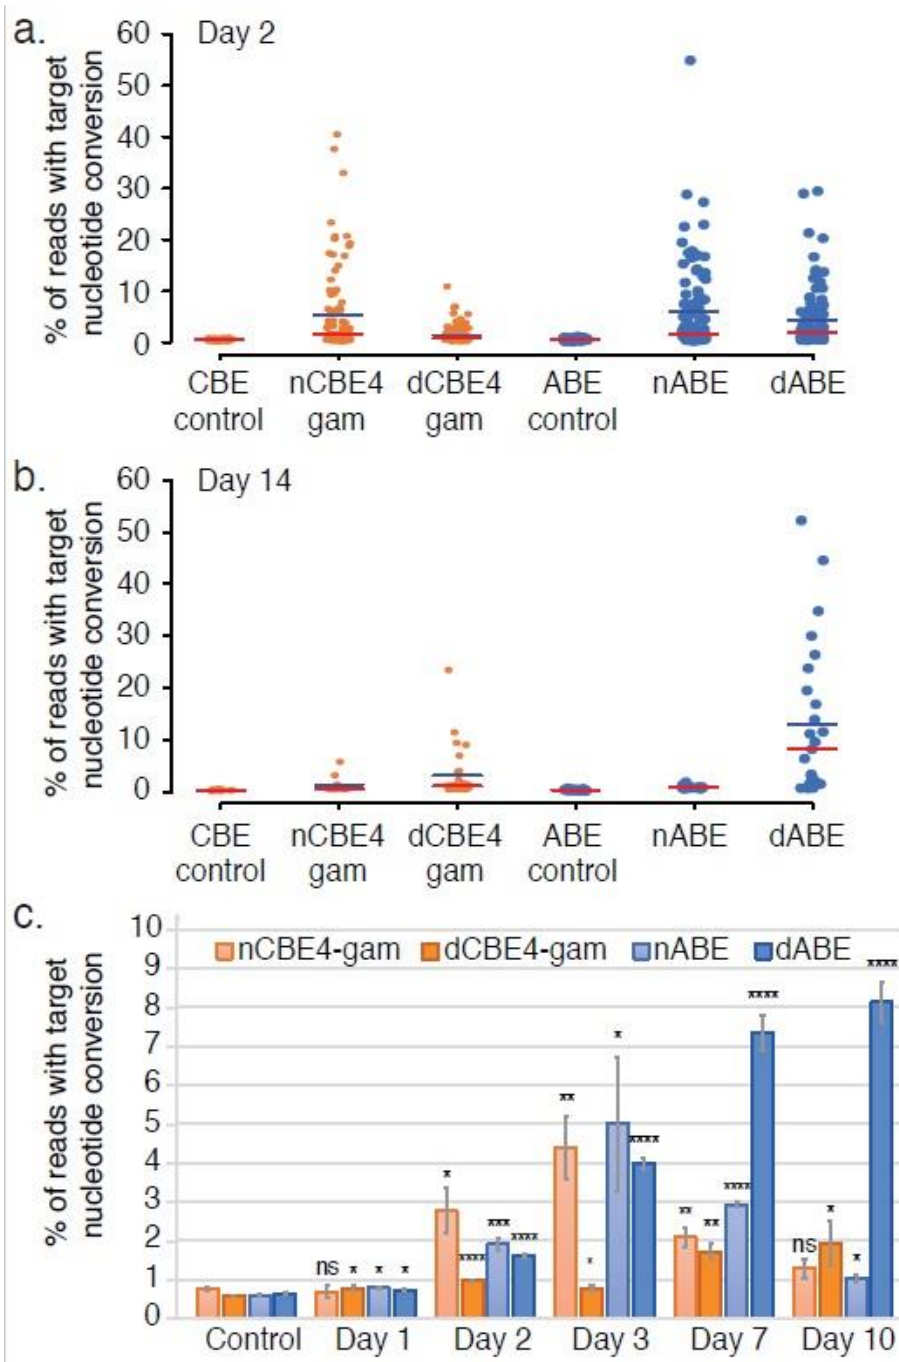 a.
Day 2
% of reads with target
nucleotide conversion
60
50
40
30
20
10
0
CBE control
nCBE4 gam
dCBE4 gam
ABE control
nABE
dABE
b.
Day 14
% of reads with target
nucleotide conversion
60
50
40
30
20
10
0
CBE control
nCBE4 gam
dCBE4 gam
ABE control
nABE
dABE
c.
% of reads with target
nucleotide conversion
10
9
8
7
6
5
4
3
2
1
0
nCBE4-gam dCBE4-gam nABE dABE
ns * * *
* **** *** ****
** * * ****
** ** **** ****
ns * * ****
Control Day 1 Day 2 Day 3 Day 7 Day 10